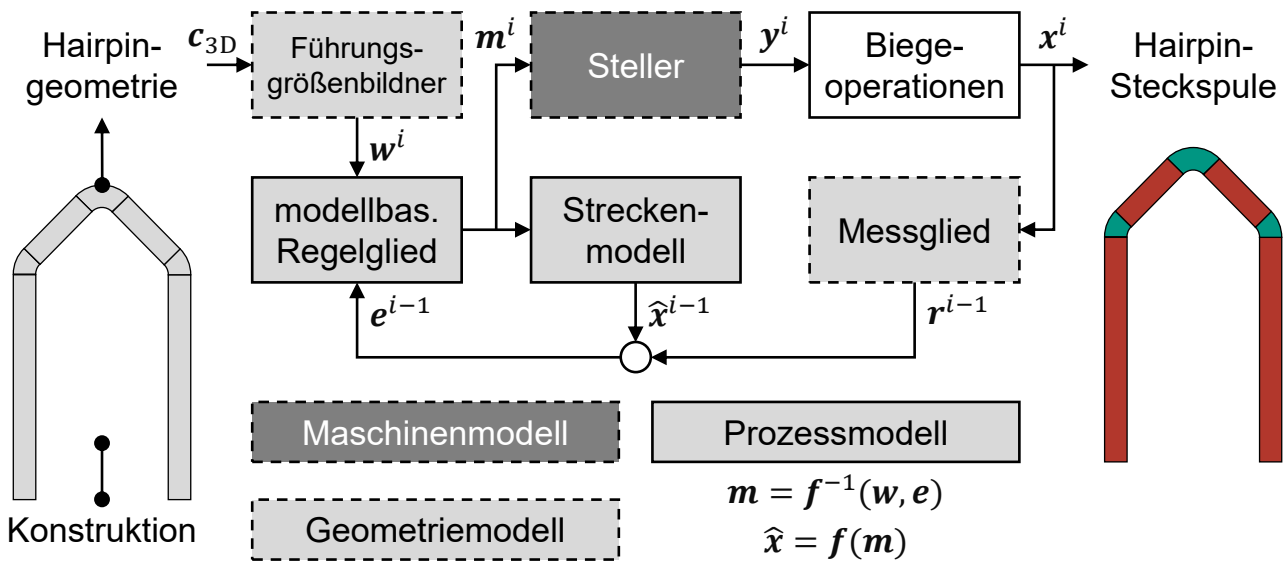 Hairpin-
geometrie
c_3D
Führungs-
größenbildner
m^i
Steller
y^i
Biege-
operationen
x^i
Hairpin-
Steckspule
w^i
modellbas.
Regelglied
Strecken-
modell
Messglied
e^{i−1}
x̂^{i−1}
r^{i−1}
Maschinenmodell
Prozessmodell
m = f^{−1}(w, e)
x̂ = f(m)
Konstruktion
Geometriemodell